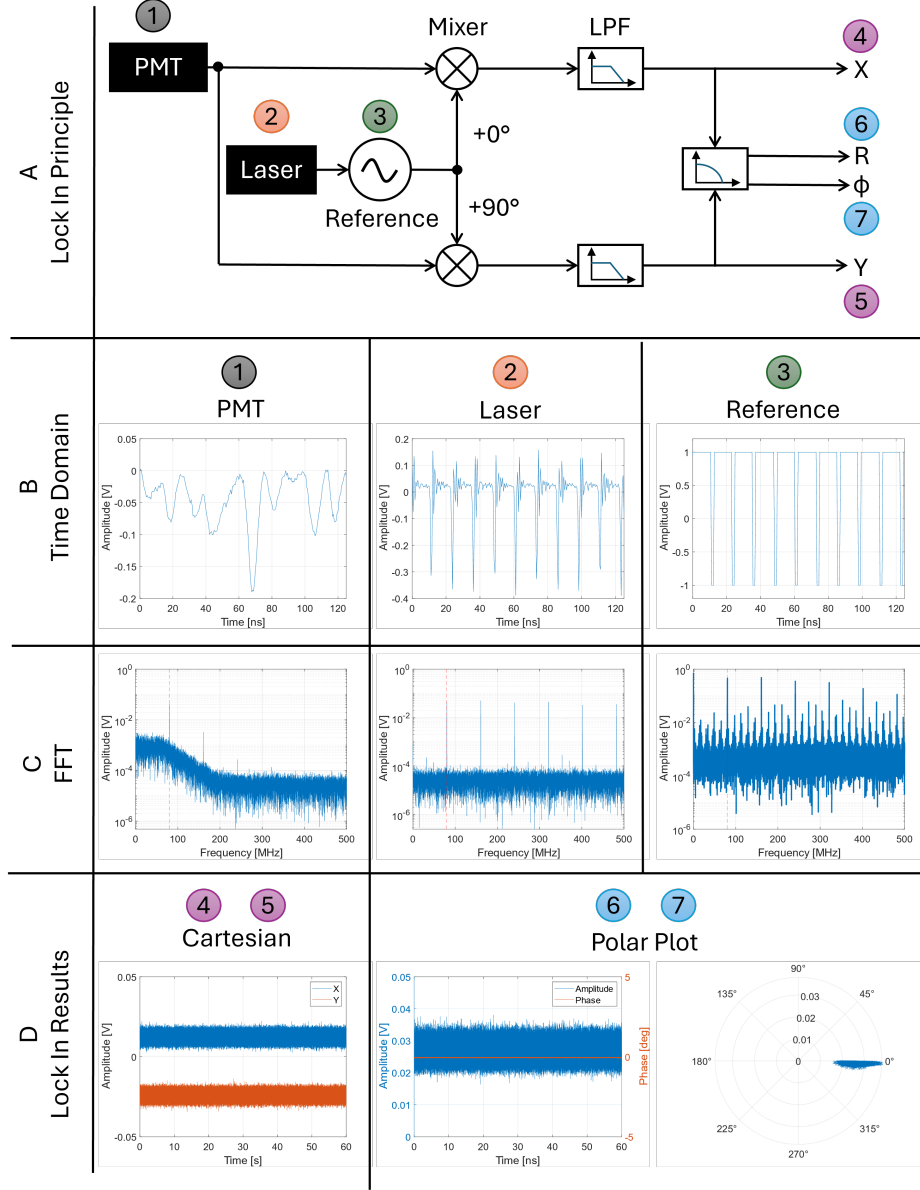 A
Lock In Principle
1
PMT
Mixer
LPF
4
X
2
Laser
3
Reference
+0°
+90°
6
R
ϕ
7
Y
5
B
Time Domain
1
PMT
0.05
0
-0.05
-0.1
-0.15
-0.2
Amplitude [V]
0 20 40 60 80 100 120
Time [ns]
2
Laser
0.2
0.1
0
-0.1
-0.2
-0.3
-0.4
Amplitude [V]
0 20 40 60 80 100 120
Time [ns]
3
Reference
1
0.5
0
-0.5
-1
Amplitude [V]
0 20 40 60 80 100 120
Time [ns]
C
FFT
10^0
10^-2
10^-4
10^-6
Amplitude [V]
0 100 200 300 400 500
Frequency [MHz]
10^0
10^-2
10^-4
10^-6
Amplitude [V]
0 100 200 300 400 500
Frequency [MHz]
10^0
10^-2
10^-4
10^-6
Amplitude [V]
0 100 200 300 400 500
Frequency [MHz]
D
Lock In Results
4 5
Cartesian
0.05
0
-0.05
Amplitude [V]
X
Y
0 10 20 30 40 50 60
Time [s]
6 7
Polar Plot
0.05
0.04
0.03
0.02
0.01
0
Amplitude [V]
Amplitude
Phase
5
0
-5
Phase [deg]
0 10 20 30 40 50 60
Time [ns]
90°
135°
45°
0.03
0.02
0.01
180°
0
0°
225°
315°
270°